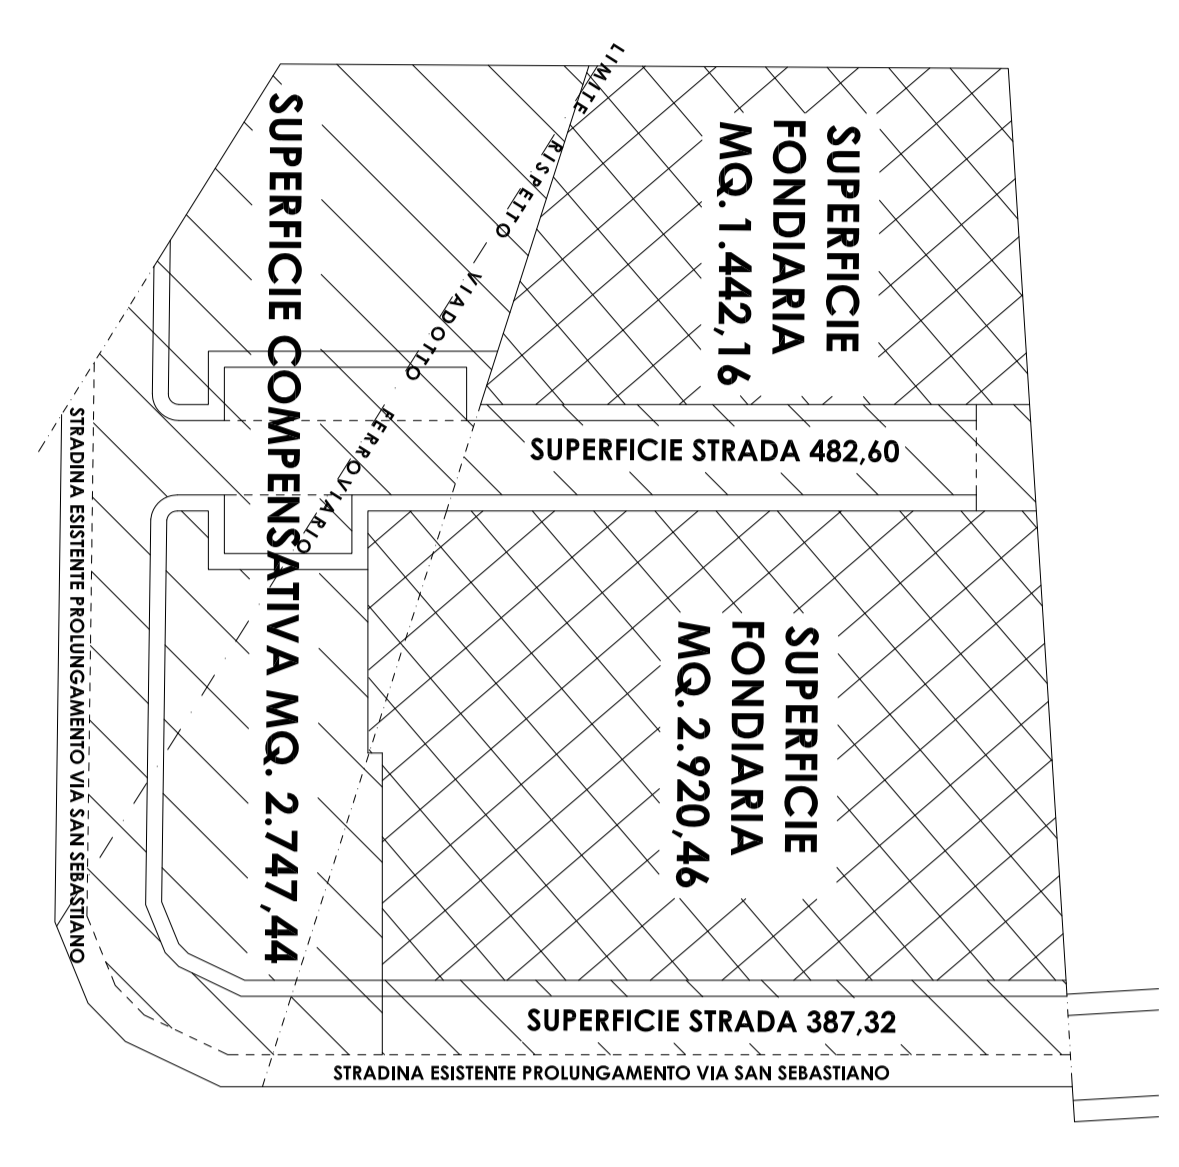 LIMITE RISPETTO VIADOTTO FERROVIARIO
SUPERFICIE COMPENSATIVA MQ. 2.747,44
SUPERFICIE
FONDIARIA
MQ. 1.442,16
SUPERFICIE STRADA 482,60
STRADINA ESISTENTE PROLUNGAMENTO VIA SAN SEBASTIANO
SUPERFICIE
FONDIARIA
MQ. 2.920,46
SUPERFICIE STRADA 387,32
STRADINA ESISTENTE PROLUNGAMENTO VIA SAN SEBASTIANO